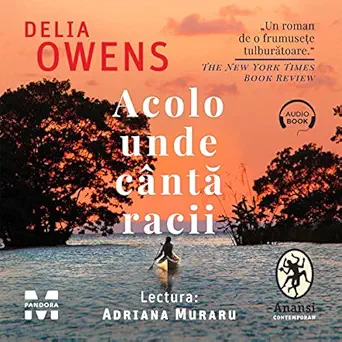 DELIA
OWENS
„Un roman
de o frumusețe
tulburătoare.“
THE NEW YORK TIMES
BOOK REVIEW
AUDIO
BOOK
Acolo
unde
cântă
racii
Lectura:
ADRIANA MURARU
PANDORA
M
Anansi
CONTEMPORAN